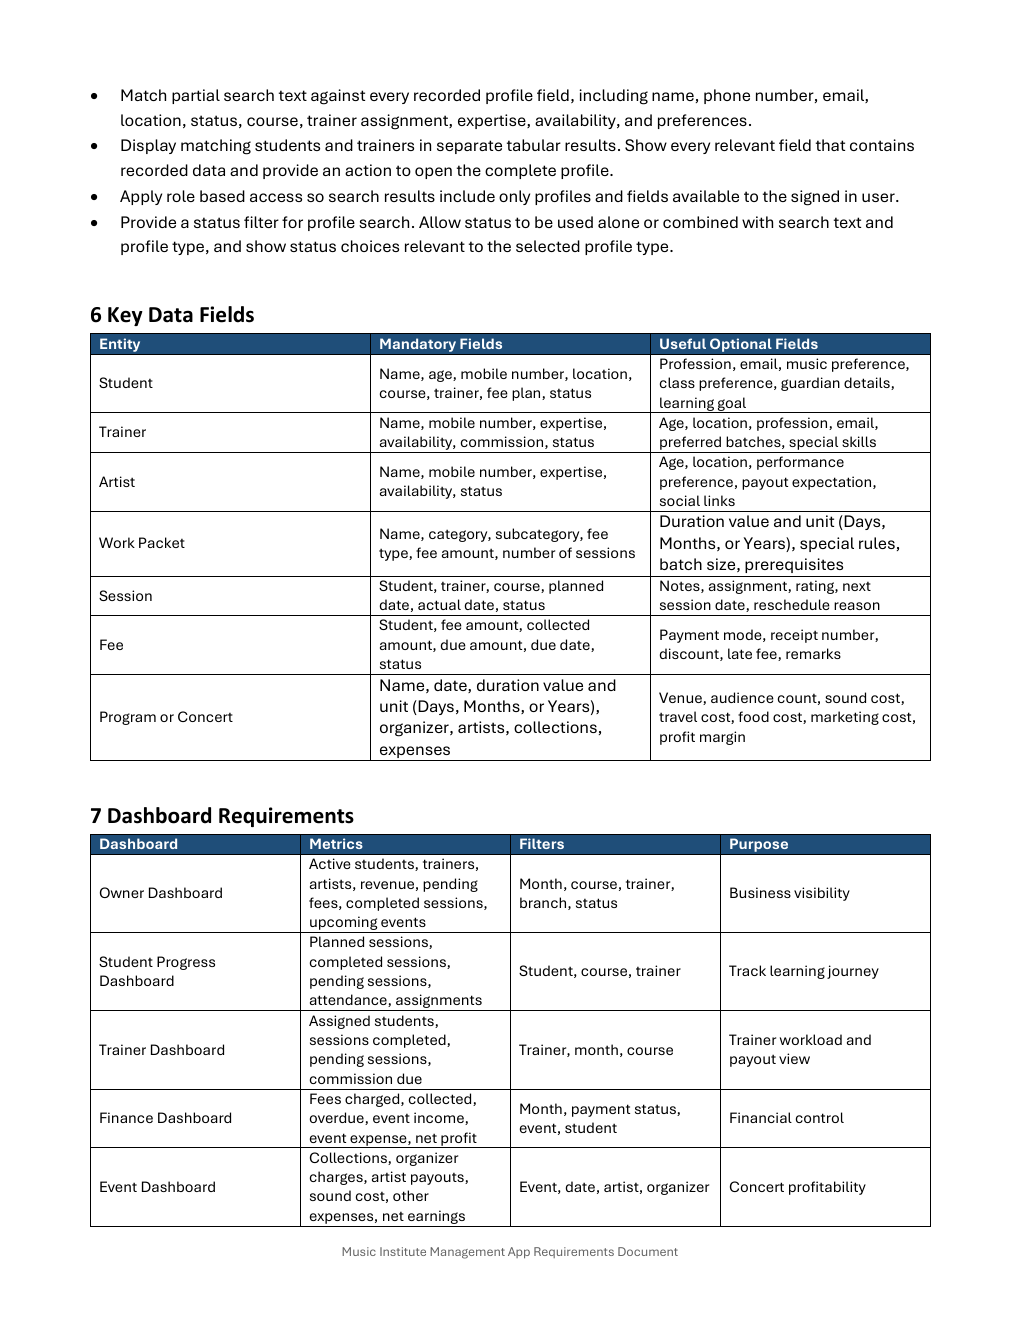 • Match partial search text against every recorded profile field, including name, phone number, email,
location, status, course, trainer assignment, expertise, availability, and preferences.
• Display matching students and trainers in separate tabular results. Show every relevant field that contains
recorded data and provide an action to open the complete profile.
• Apply role based access so search results include only profiles and fields available to the signed in user.
• Provide a status filter for profile search. Allow status to be used alone or combined with search text and
profile type, and show status choices relevant to the selected profile type.
6 Key Data Fields
Entity
Mandatory Fields
Useful Optional Fields
Student
Name, age, mobile number, location,
course, trainer, fee plan, status
Profession, email, music preference,
class preference, guardian details,
learning goal
Trainer
Name, mobile number, expertise,
availability, commission, status
Age, location, profession, email,
preferred batches, special skills
Artist
Name, mobile number, expertise,
availability, status
Age, location, performance
preference, payout expectation,
social links
Work Packet
Name, category, subcategory, fee
type, fee amount, number of sessions
Duration value and unit (Days,
Months, or Years), special rules,
batch size, prerequisites
Session
Student, trainer, course, planned
date, actual date, status
Notes, assignment, rating, next
session date, reschedule reason
Fee
Student, fee amount, collected
amount, due amount, due date,
status
Payment mode, receipt number,
discount, late fee, remarks
Program or Concert
Name, date, duration value and
unit (Days, Months, or Years),
organizer, artists, collections,
expenses
Venue, audience count, sound cost,
travel cost, food cost, marketing cost,
profit margin
7 Dashboard Requirements
Dashboard
Metrics
Filters
Purpose
Owner Dashboard
Active students, trainers,
artists, revenue, pending
fees, completed sessions,
upcoming events
Month, course, trainer,
branch, status
Business visibility
Student Progress
Dashboard
Planned sessions,
completed sessions,
pending sessions,
attendance, assignments
Student, course, trainer
Track learning journey
Trainer Dashboard
Assigned students,
sessions completed,
pending sessions,
commission due
Trainer, month, course
Trainer workload and
payout view
Finance Dashboard
Fees charged, collected,
overdue, event income,
event expense, net profit
Month, payment status,
event, student
Financial control
Event Dashboard
Collections, organizer
charges, artist payouts,
sound cost, other
expenses, net earnings
Event, date, artist, organizer
Concert profitability
Music Institute Management App Requirements Document